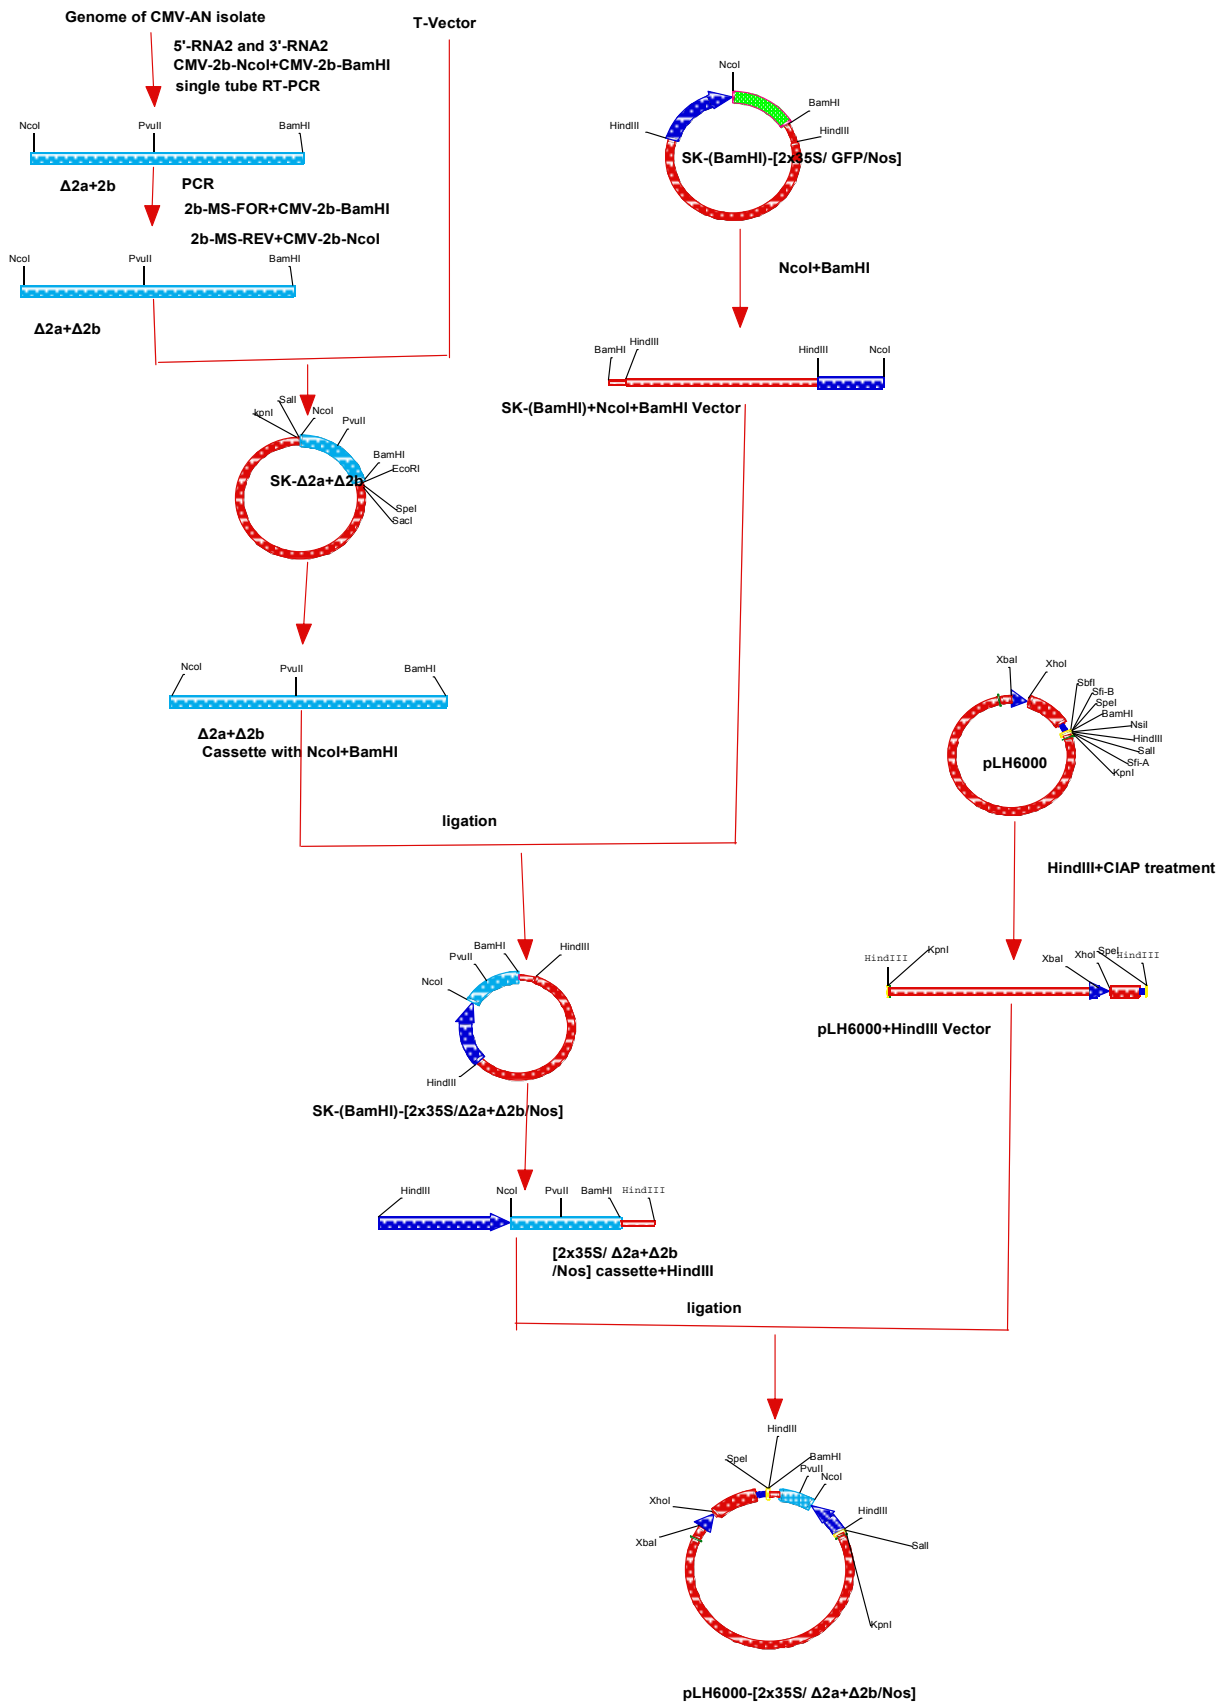 Genome of CMV-AN isolate
T-Vector
5'-RNA2 and 3'-RNA2
CMV-2b-NcoI+CMV-2b-BamHI
single tube RT-PCR
NcoI
PvuII
BamHI
Δ2a+2b
PCR
2b-MS-FOR+CMV-2b-BamHI
2b-MS-REV+CMV-2b-NcoI
NcoI
PvuII
BamHI
Δ2a+Δ2b
NcoI
BamHI
HindIII
HindIII
SK-(BamHI)-[2x35S/ GFP/Nos]
NcoI+BamHI
BamHI
HindIII
HindIII
NcoI
SK-(BamHI)+NcoI+BamHI Vector
SalI
kpnI
NcoI
PvuII
BamHI
EcoRI
SpeI
SacI
SK-Δ2a+Δ2b
NcoI
PvuII
BamHI
Δ2a+Δ2b
Cassette with NcoI+BamHI
ligation
XbaI
XhoI
SbfI
Sfi-B
SpeI
BamHI
NsiI
HindIII
SalI
Sfi-A
KpnI
pLH6000
HindIII+CIAP treatment
HindIII
KpnI
XbaI
XhoI
SpeI
HindIII
pLH6000+HindIII Vector
BamHI
HindIII
PvuII
NcoI
HindIII
SK-(BamHI)-[2x35S/Δ2a+Δ2b/Nos]
HindIII
NcoI
PvuII
BamHI
HindIII
[2x35S/ Δ2a+Δ2b
/Nos] cassette+HindIII
ligation
HindIII
SpeI
BamHI
PvuII
NcoI
XhoI
HindIII
XbaI
SalI
KpnI
pLH6000-[2x35S/ Δ2a+Δ2b/Nos]